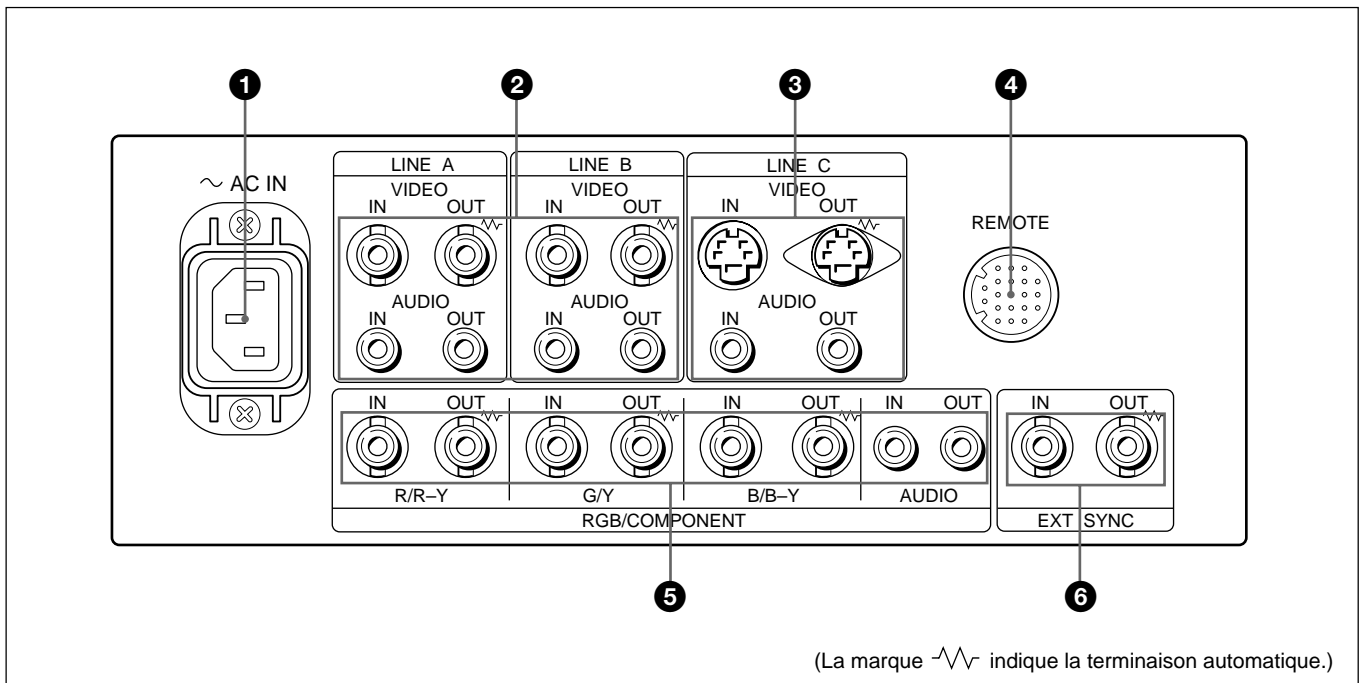 1 2 3 4
LINE A LINE B LINE C
∼ AC IN
VIDEO VIDEO VIDEO
IN OUT IN OUT IN OUT
REMOTE
AUDIO AUDIO AUDIO
IN OUT IN OUT IN OUT
IN OUT IN OUT IN OUT IN OUT IN OUT
R/R–Y G/Y B/B–Y AUDIO
RGB/COMPONENT EXT SYNC
5 6
(La marque indique la terminaison automatique.)